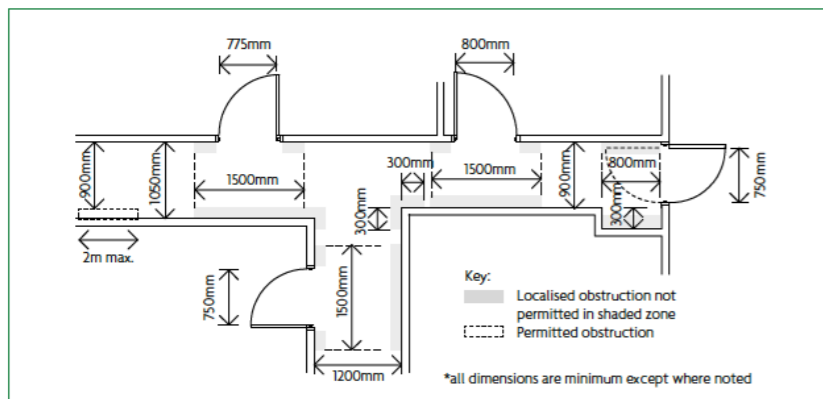 775mm
800mm
900mm
1050mm
1500mm
300mm
1500mm
900mm
800mm
750mm
300mm
300mm
2m max.
750mm
1500mm
1200mm
Key:
Localised obstruction not
permitted in shaded zone
Permitted obstruction
*all dimensions are minimum except where noted